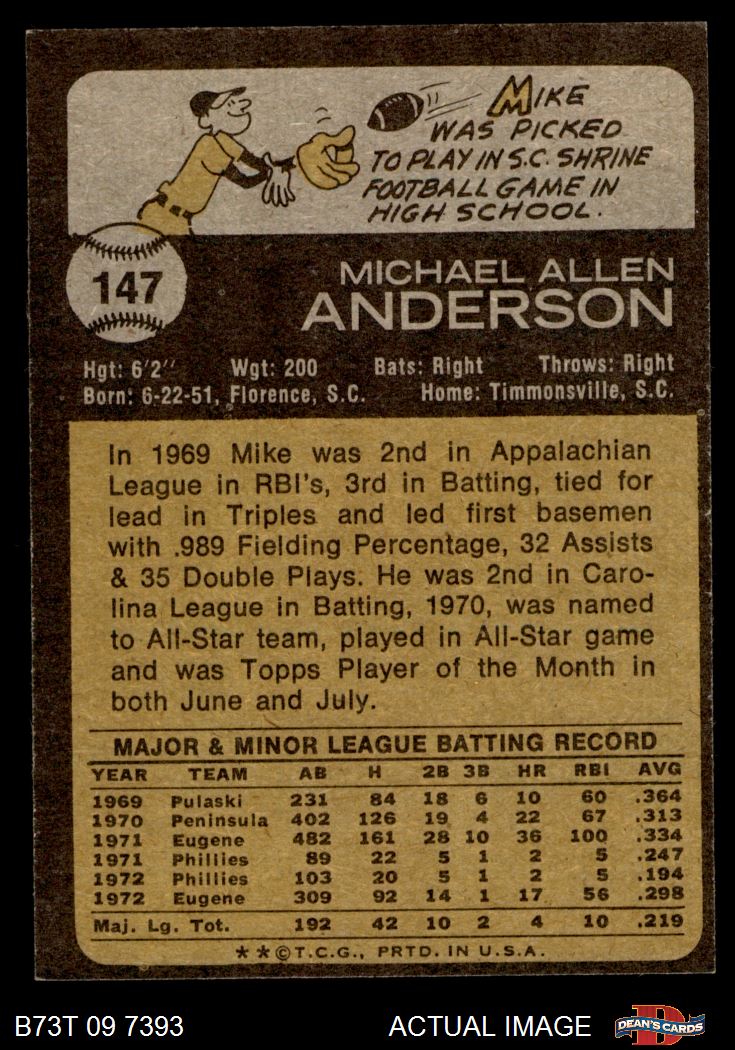 MIKE
WAS PICKED
TO PLAY IN S.C. SHRINE
FOOTBALL GAME IN
HIGH SCHOOL.
147
MICHAEL ALLEN
ANDERSON
Hgt: 6'2" Wgt: 200 Bats: Right Throws: Right
Born: 6-22-51, Florence, S.C. Home: Timmonsville, S.C.
In 1969 Mike was 2nd in Appalachian
League in RBI's, 3rd in Batting, tied for
lead in Triples and led first basemen
with .989 Fielding Percentage, 32 Assists
& 35 Double Plays. He was 2nd in Caro-
lina League in Batting, 1970, was named
to All-Star team, played in All-Star game
and was Topps Player of the Month in
both June and July.
MAJOR & MINOR LEAGUE BATTING RECORD
YEAR TEAM AB H 2B 3B HR RBI AVG
1969 Pulaski 231 84 18 6 10 60 .364
1970 Peninsula 402 126 19 4 22 67 .313
1971 Eugene 482 161 28 10 36 100 .334
1971 Phillies 89 22 5 1 2 5 .247
1972 Phillies 103 20 5 1 2 5 .194
1972 Eugene 309 92 14 1 17 56 .298
Maj. Lg. Tot. 192 42 10 2 4 10 .219
**©T.C.G., PRTD. IN U.S.A.
B73T 09 7393 ACTUAL IMAGE DEAN'S CARDS